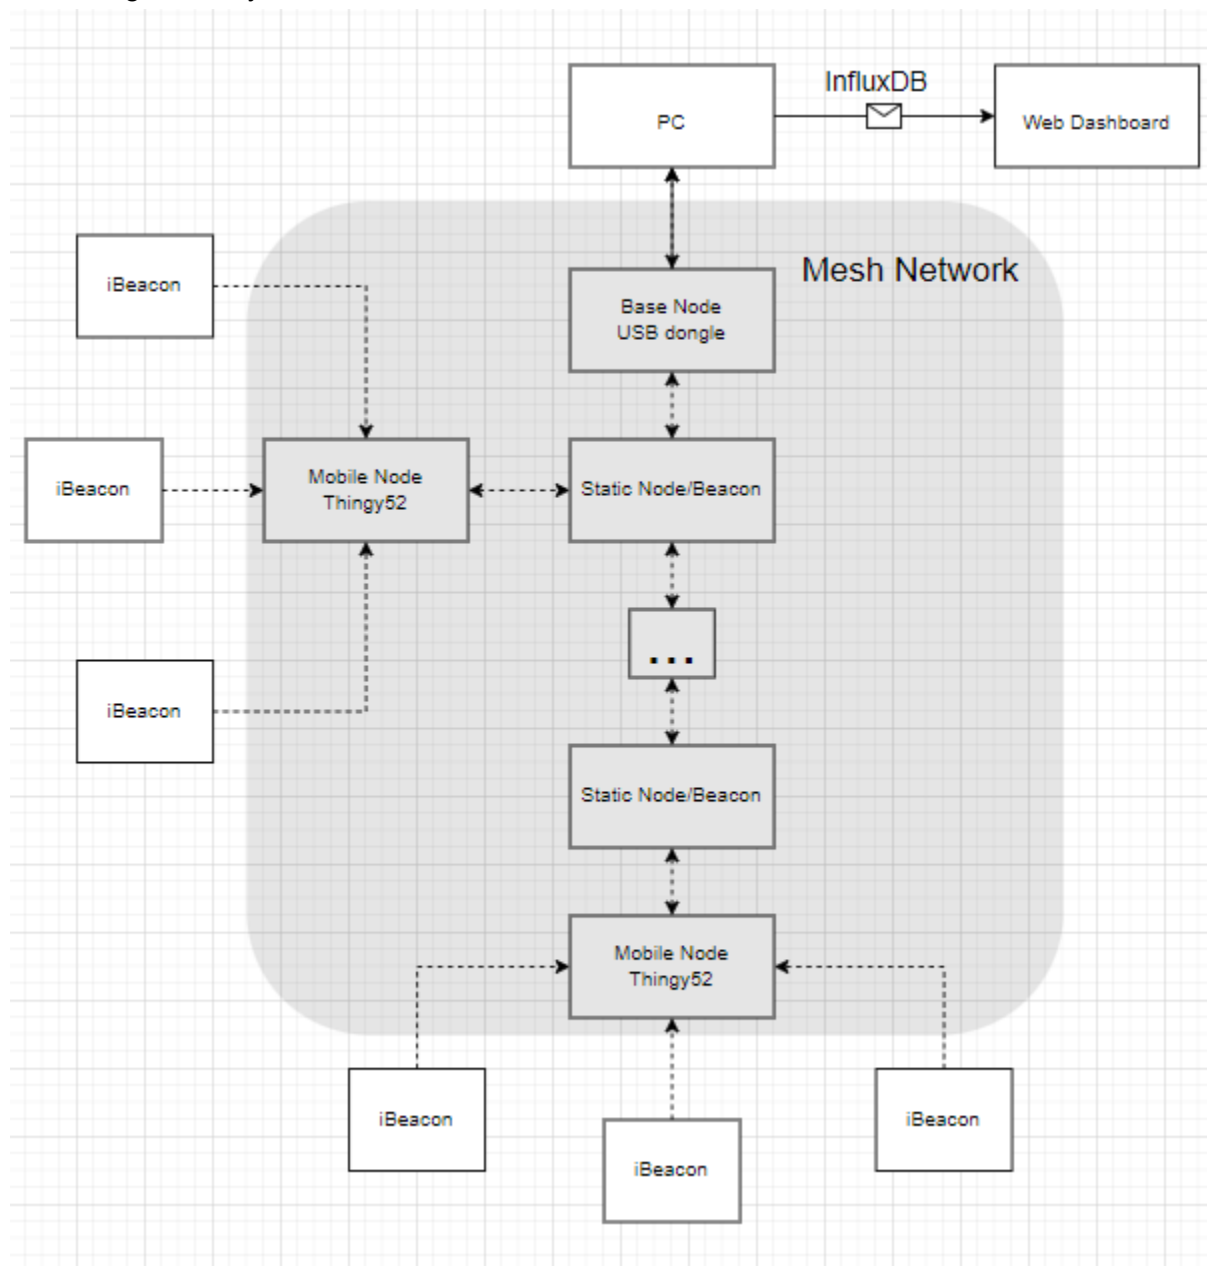 InfluxDB
PC
Web Dashboard
Mesh Network
iBeacon
Base Node
USB dongle
iBeacon
Mobile Node
Thingy52
Static Node/Beacon
...
iBeacon
Static Node/Beacon
Mobile Node
Thingy52
iBeacon
iBeacon
iBeacon